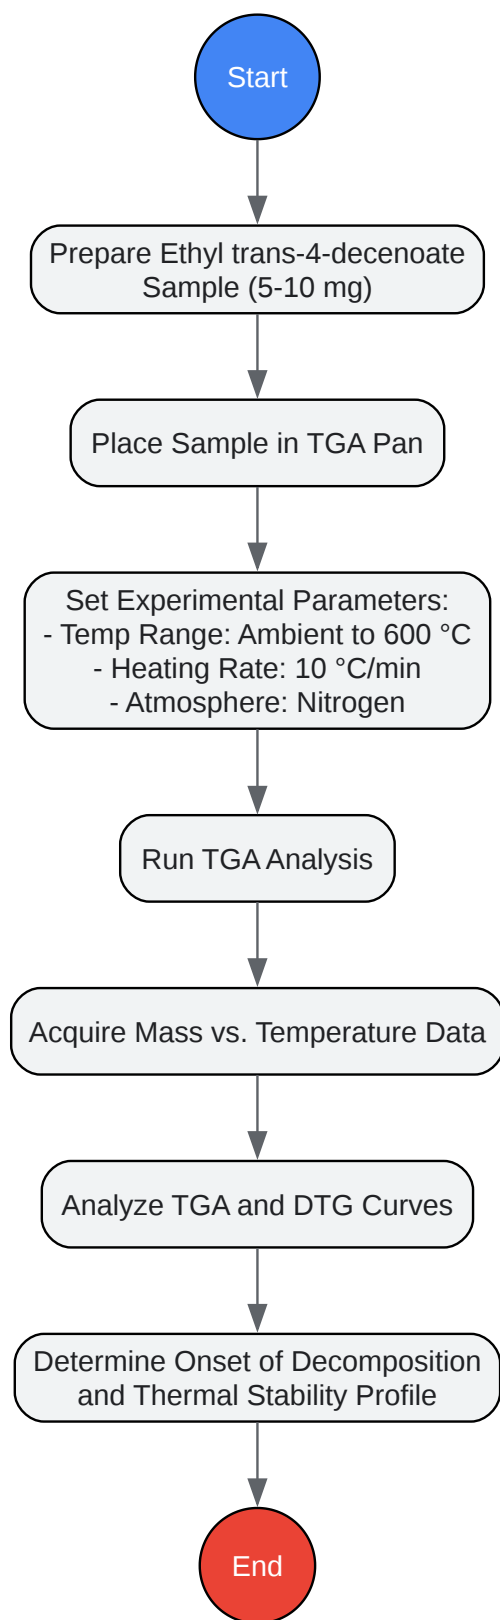 Start
Prepare Ethyl trans-4-decenoate
Sample (5-10 mg)
Place Sample in TGA Pan
Set Experimental Parameters:
- Temp Range: Ambient to 600 °C
- Heating Rate: 10 °C/min
- Atmosphere: Nitrogen
Run TGA Analysis
Acquire Mass vs. Temperature Data
Analyze TGA and DTG Curves
Determine Onset of Decomposition
and Thermal Stability Profile
End